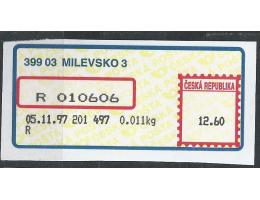 399 03 MILEVSKO 3
ČESKÁ REPUBLIKA
R 010606
05.11.97 201 497 0.011kg
12.60
R